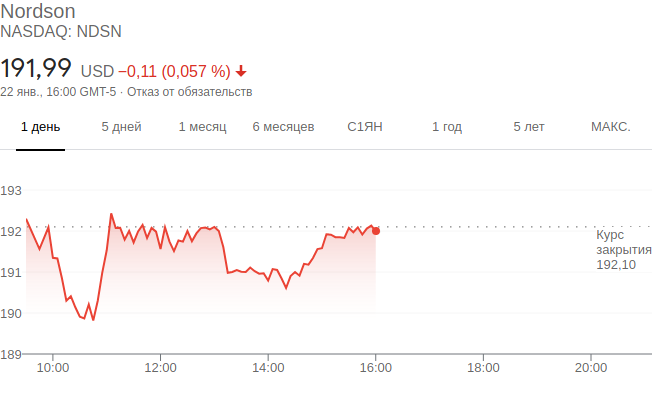 Nordson
NASDAQ: NDSN
191,99 USD −0,11 (0,057 %)
22 янв., 16:00 GMT-5 · Отказ от обязательств
1 день 5 дней 1 месяц 6 месяцев С1ЯН 1 год 5 лет МАКС.
193
192
Курс
закрытия
192,10
191
190
189
10:00 12:00 14:00 16:00 18:00 20:00